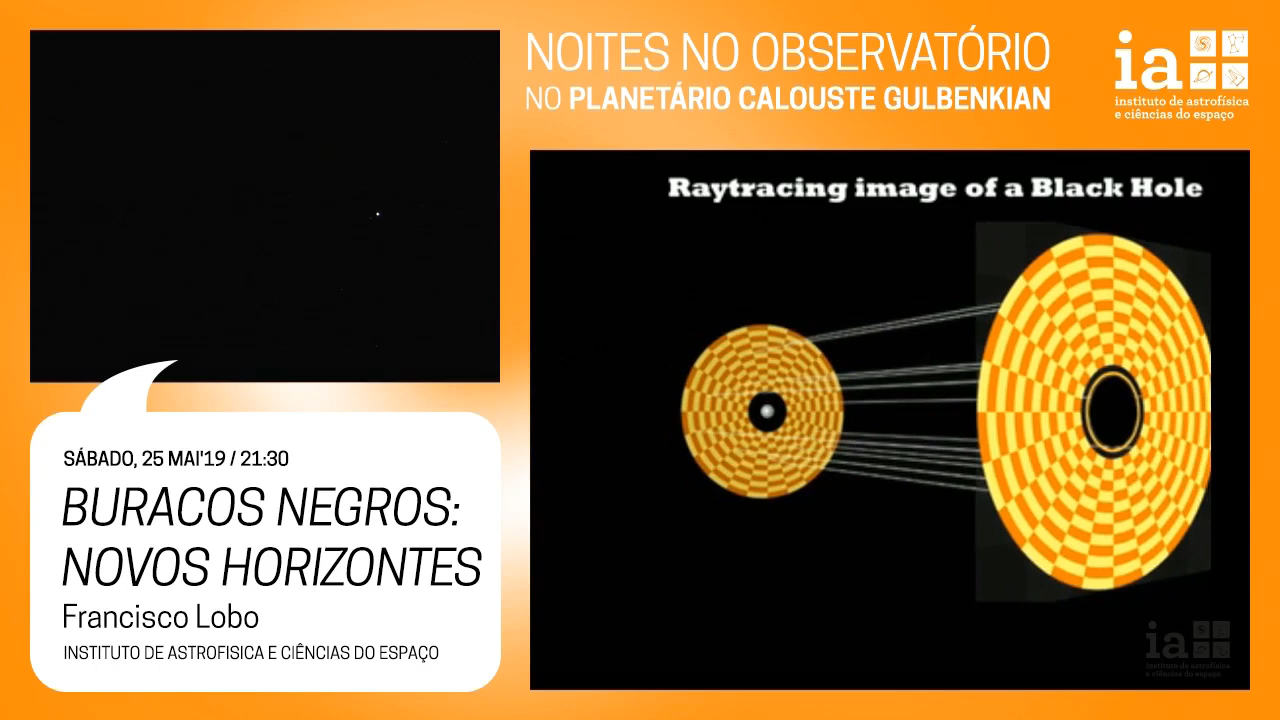 NOITES NO OBSERVATÓRIO
NO PLANETÁRIO CALOUSTE GULBENKIAN
ia
instituto de astrofísica
e ciências do espaço
Raytracing image of a Black Hole
SÁBADO, 25 MAI'19 / 21:30
BURACOS NEGROS:
NOVOS HORIZONTES
Francisco Lobo
INSTITUTO DE ASTROFISICA E CIÊNCIAS DO ESPAÇO
ia
instituto de astrofísica
e ciências do espaço